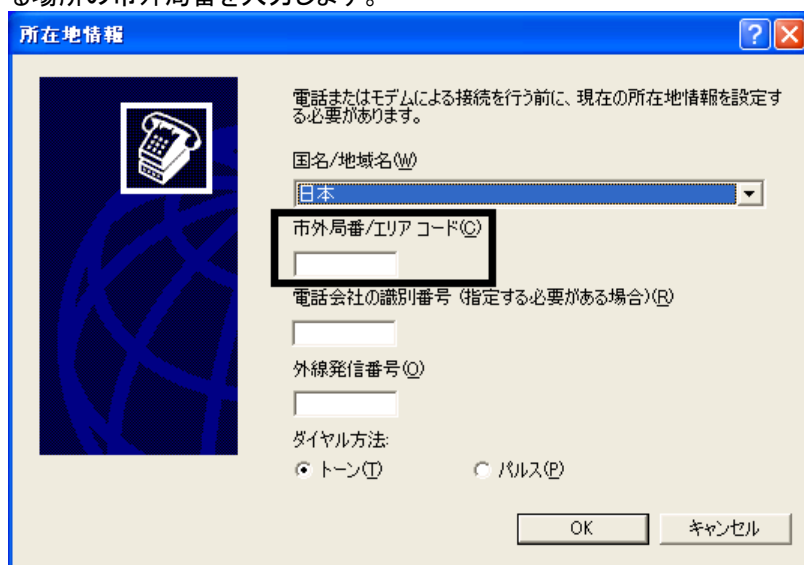 る場所の市外局番を入力します。
所在地情報
電話またはモデムによる接続を行う前に、現在の所在地情報を設定す
る必要があります。
国名/地域名(W)
日本
市外局番/エリア コード(C)
電話会社の識別番号 (指定する必要がある場合)(R)
外線発信番号(O)
ダイヤル方法:
トーン(T) パルス(P)
OK キャンセル